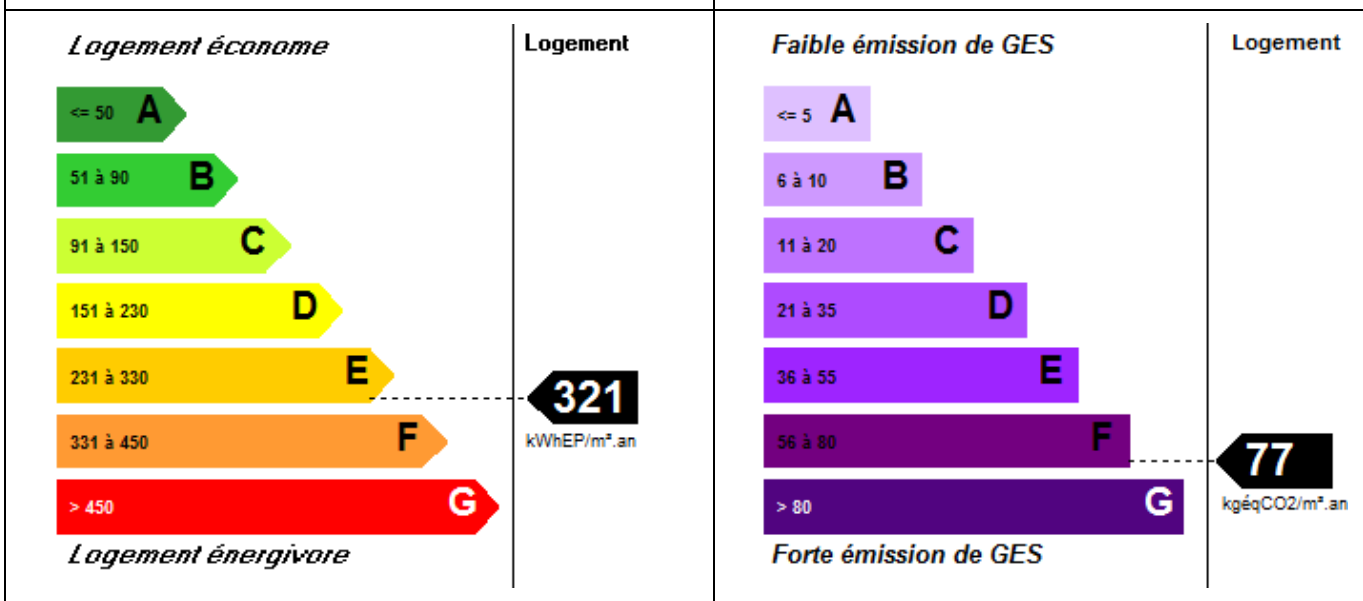 Logement économe
Logement
<= 50 A
51 à 90 B
91 à 150 C
151 à 230 D
231 à 330 E
321
kWhEP/m².an
331 à 450 F
> 450 G
Logement énergivore
Faible émission de GES
Logement
<= 5 A
6 à 10 B
11 à 20 C
21 à 35 D
36 à 55 E
56 à 80 F
77
kgéqCO2/m².an
> 80 G
Forte émission de GES